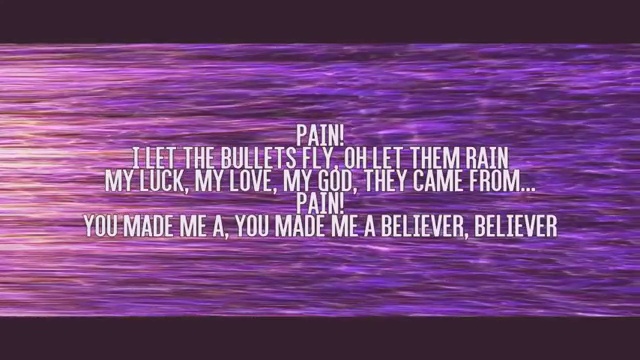 PAIN!
I LET THE BULLETS FLY, OH LET THEM RAIN
MY LUCK, MY LOVE, MY GOD, THEY CAME FROM...
PAIN!
YOU MADE ME A, YOU MADE ME A BELIEVER, BELIEVER